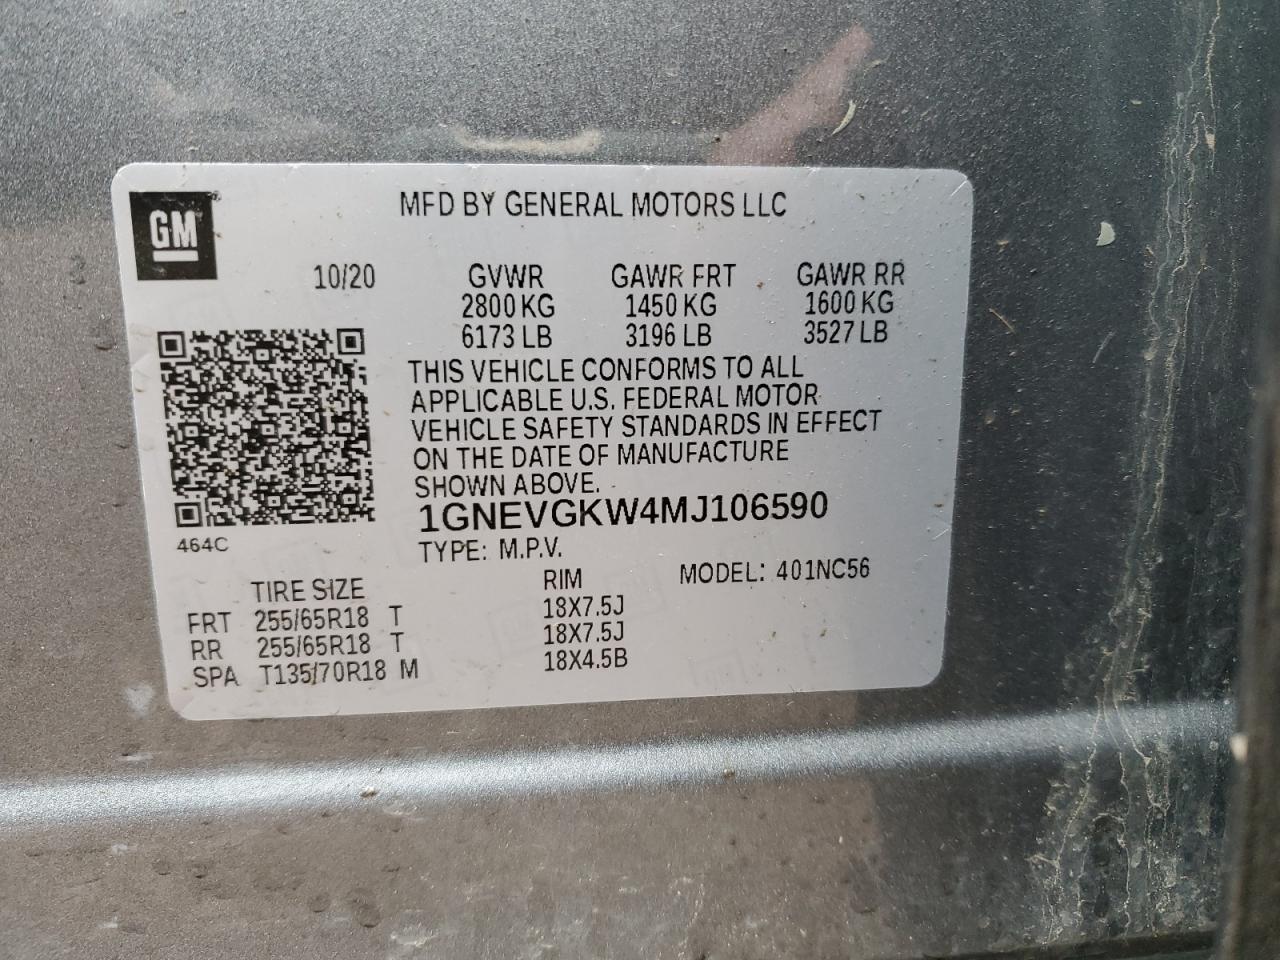 GM
MFD BY GENERAL MOTORS LLC
10/20 GVWR GAWR FRT GAWR RR
2800 KG 1450 KG 1600 KG
6173 LB 3196 LB 3527 LB
THIS VEHICLE CONFORMS TO ALL
APPLICABLE U.S. FEDERAL MOTOR
VEHICLE SAFETY STANDARDS IN EFFECT
ON THE DATE OF MANUFACTURE
SHOWN ABOVE.
1GNEVGKW4MJ106590
464C
TYPE: M.P.V.
TIRE SIZE RIM MODEL: 401NC56
FRT 255/65R18 T 18X7.5J
RR 255/65R18 T 18X7.5J
SPA T135/70R18 M 18X4.5B